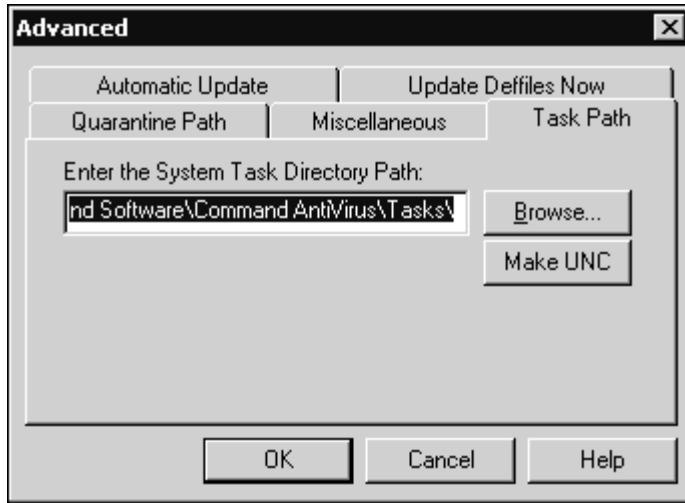 Advanced
Automatic Update Update Deffiles Now
Quarantine Path Miscellaneous Task Path
Enter the System Task Directory Path:
nd Software\Command AntiVirus\Tasks\ Browse...
Make UNC
OK Cancel Help